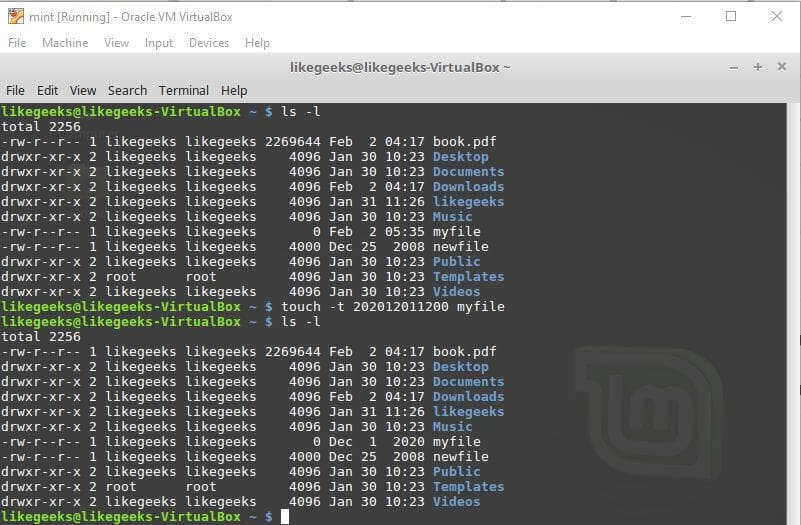 mint [Running] - Oracle VM VirtualBox
File Machine View Input Devices Help
likegeeks@likegeeks-VirtualBox ~
File Edit View Search Terminal Help
likegeeks@likegeeks-VirtualBox ~ $ ls -l
total 2256
-rw-r--r-- 1 likegeeks likegeeks 2269644 Feb  2 04:17 book.pdf
drwxr-xr-x 2 likegeeks likegeeks    4096 Jan 30 10:23 Desktop
drwxr-xr-x 2 likegeeks likegeeks    4096 Jan 30 10:23 Documents
drwxr-xr-x 2 likegeeks likegeeks    4096 Feb  2 04:17 Downloads
drwxr-xr-x 2 likegeeks likegeeks    4096 Jan 31 11:26 likegeeks
drwxr-xr-x 2 likegeeks likegeeks    4096 Jan 30 10:23 Music
-rw-r--r-- 1 likegeeks likegeeks       0 Feb  2 05:35 myfile
-rw-r--r-- 1 likegeeks likegeeks    4000 Dec 25  2008 newfile
drwxr-xr-x 2 likegeeks likegeeks    4096 Jan 30 10:23 Public
drwxr-xr-x 2 root      root         4096 Jan 30 10:23 Templates
drwxr-xr-x 2 likegeeks likegeeks    4096 Jan 30 10:23 Videos
likegeeks@likegeeks-VirtualBox ~ $ touch -t 202012011200 myfile
likegeeks@likegeeks-VirtualBox ~ $ ls -l
total 2256
-rw-r--r-- 1 likegeeks likegeeks 2269644 Feb  2 04:17 book.pdf
drwxr-xr-x 2 likegeeks likegeeks    4096 Jan 30 10:23 Desktop
drwxr-xr-x 2 likegeeks likegeeks    4096 Jan 30 10:23 Documents
drwxr-xr-x 2 likegeeks likegeeks    4096 Feb  2 04:17 Downloads
drwxr-xr-x 2 likegeeks likegeeks    4096 Jan 31 11:26 likegeeks
drwxr-xr-x 2 likegeeks likegeeks    4096 Jan 30 10:23 Music
-rw-r--r-- 1 likegeeks likegeeks       0 Dec  1  2020 myfile
-rw-r--r-- 1 likegeeks likegeeks    4000 Dec 25  2008 newfile
drwxr-xr-x 2 likegeeks likegeeks    4096 Jan 30 10:23 Public
drwxr-xr-x 2 root      root         4096 Jan 30 10:23 Templates
drwxr-xr-x 2 likegeeks likegeeks    4096 Jan 30 10:23 Videos
likegeeks@likegeeks-VirtualBox ~ $